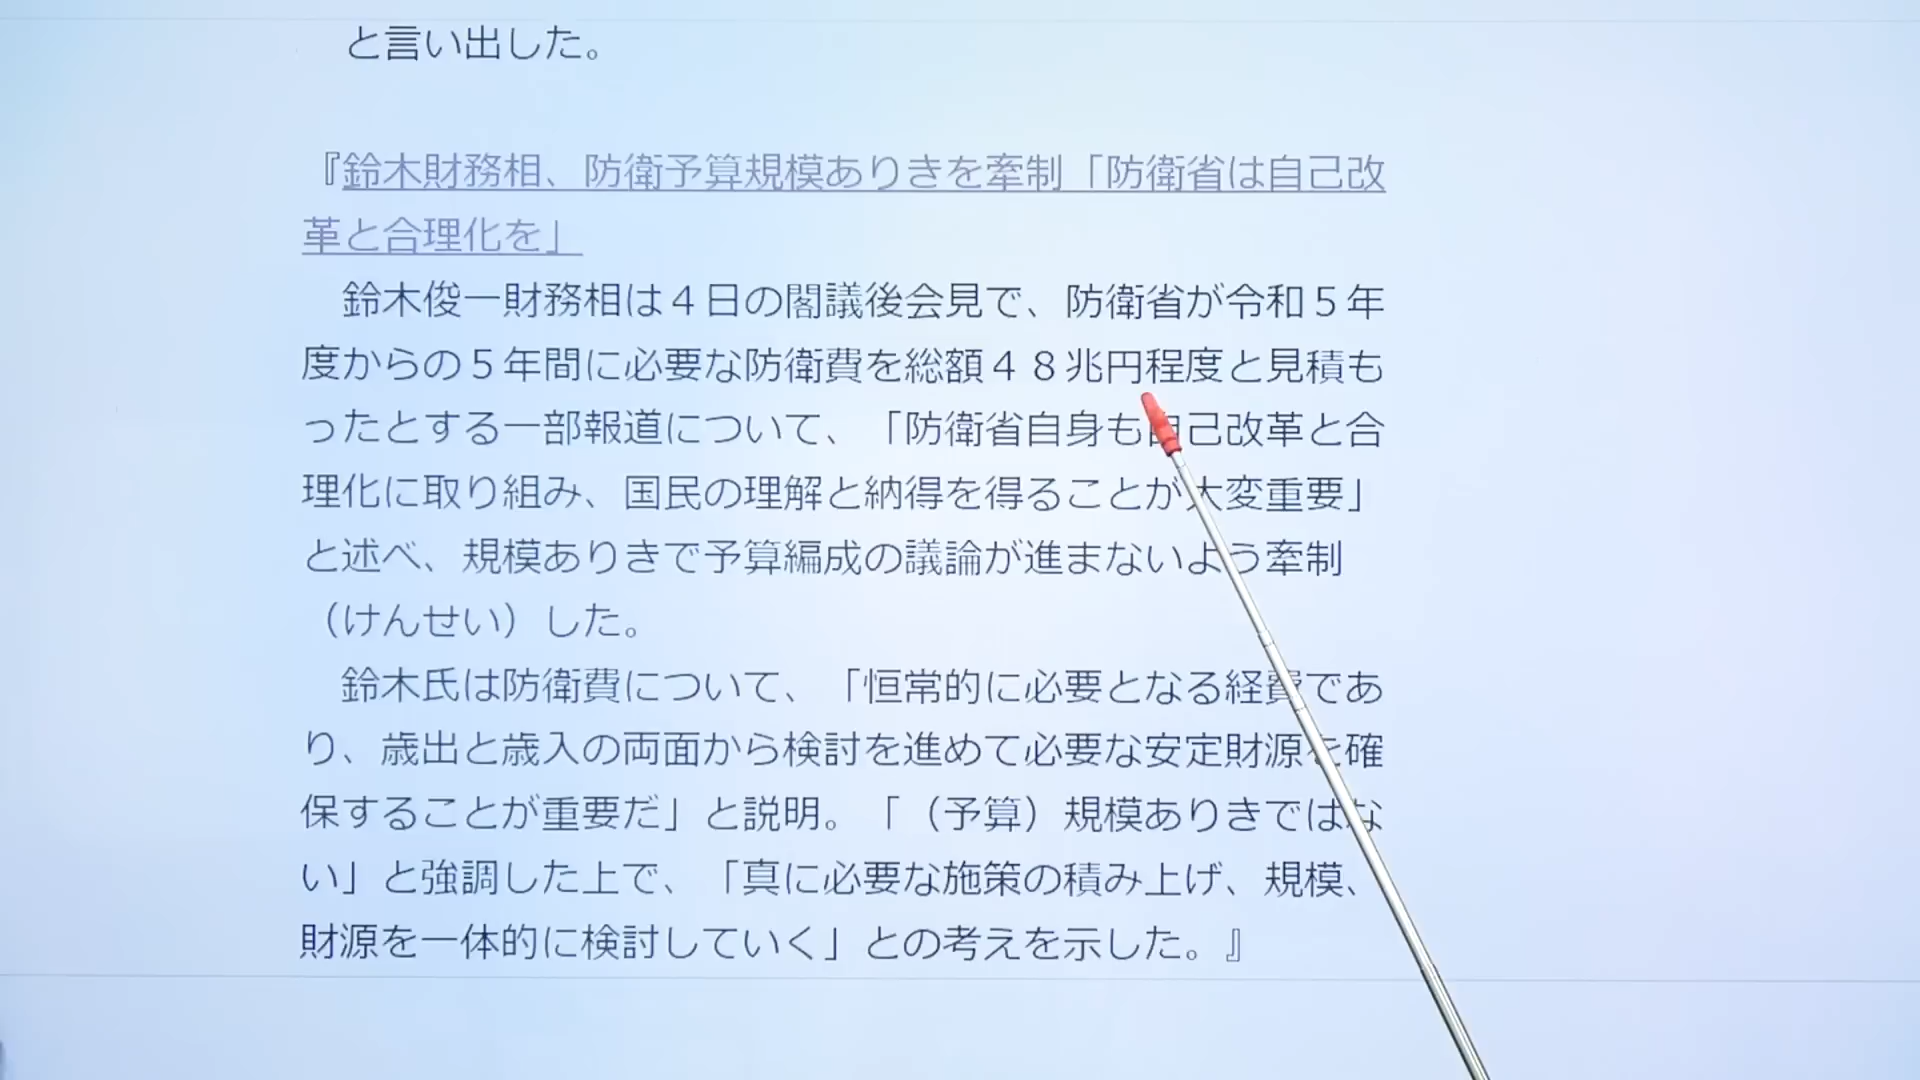 と言い出した。
『鈴木財務相、防衛予算規模ありきを牽制「防衛省は自己改
革と合理化を」
鈴木俊一財務相は４日の閣議後会見で、防衛省が令和５年
度からの５年間に必要な防衛費を総額４８兆円程度と見積も
ったとする一部報道について、「防衛省自身も自己改革と合
理化に取り組み、国民の理解と納得を得ることが大変重要」
と述べ、規模ありきで予算編成の議論が進まないよう牽制
（けんせい）した。
鈴木氏は防衛費について、「恒常的に必要となる経費であ
り、歳出と歳入の両面から検討を進めて必要な安定財源を確
保することが重要だ」と説明。「（予算）規模ありきではな
い」と強調した上で、「真に必要な施策の積み上げ、規模、
財源を一体的に検討していく」との考えを示した。』